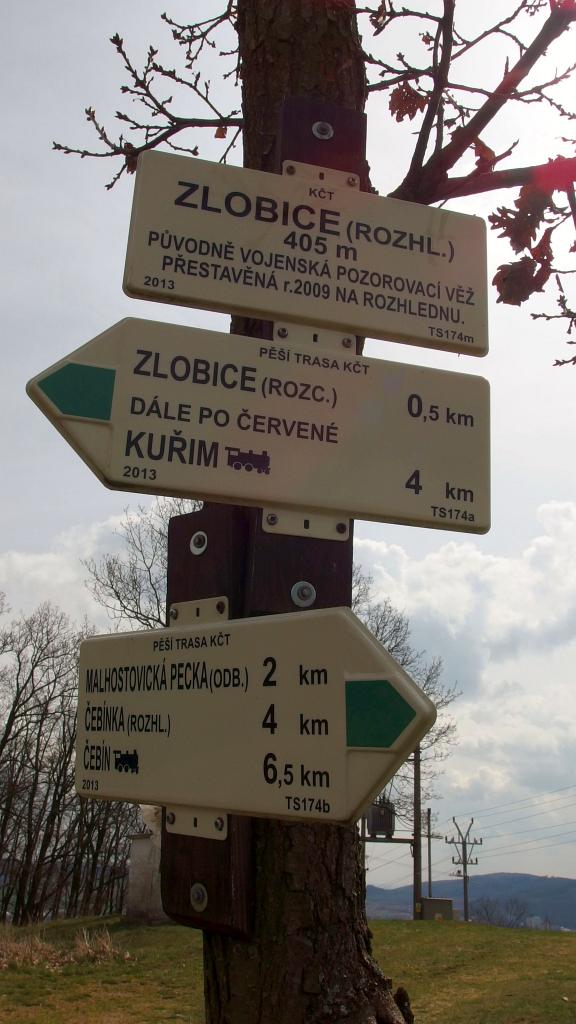 KČT
ZLOBICE (ROZHL.)
405 m
PŮVODNĚ VOJENSKÁ POZOROVACÍ VĚŽ
PŘESTAVĚNÁ r.2009 NA ROZHLEDNU.
2013 TS174m
PĚŠÍ TRASA KČT
ZLOBICE (ROZC.) 0,5 km
DÁLE PO ČERVENÉ
KUŘIM 4 km
2013 TS174a
PĚŠÍ TRASA KČT
MALHOSTOVICKÁ PECKA (ODB.) 2 km
ČEBÍNKA (ROZHL.) 4 km
ČEBÍN 6,5 km
2013 TS174b